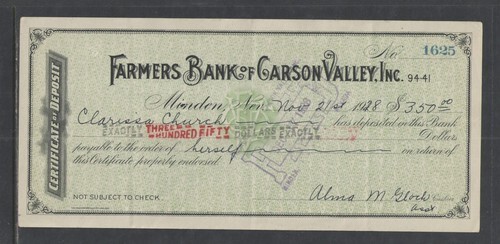 No. 1625
FARMERS BANK OF CARSON VALLEY, INC. 94-41
Minden, Nev. Nov 21st 1928 $350.00
Clarissa Church has deposited in this Bank
EXACTLY THREE HUNDRED FIFTY DOLLARS EXACTLY Dollars
payable to the order of herself on return of
this Certificate properly endorsed.
NOT SUBJECT TO CHECK
Alma M. Gloch
Asst
CERTIFICATE OF DEPOSIT